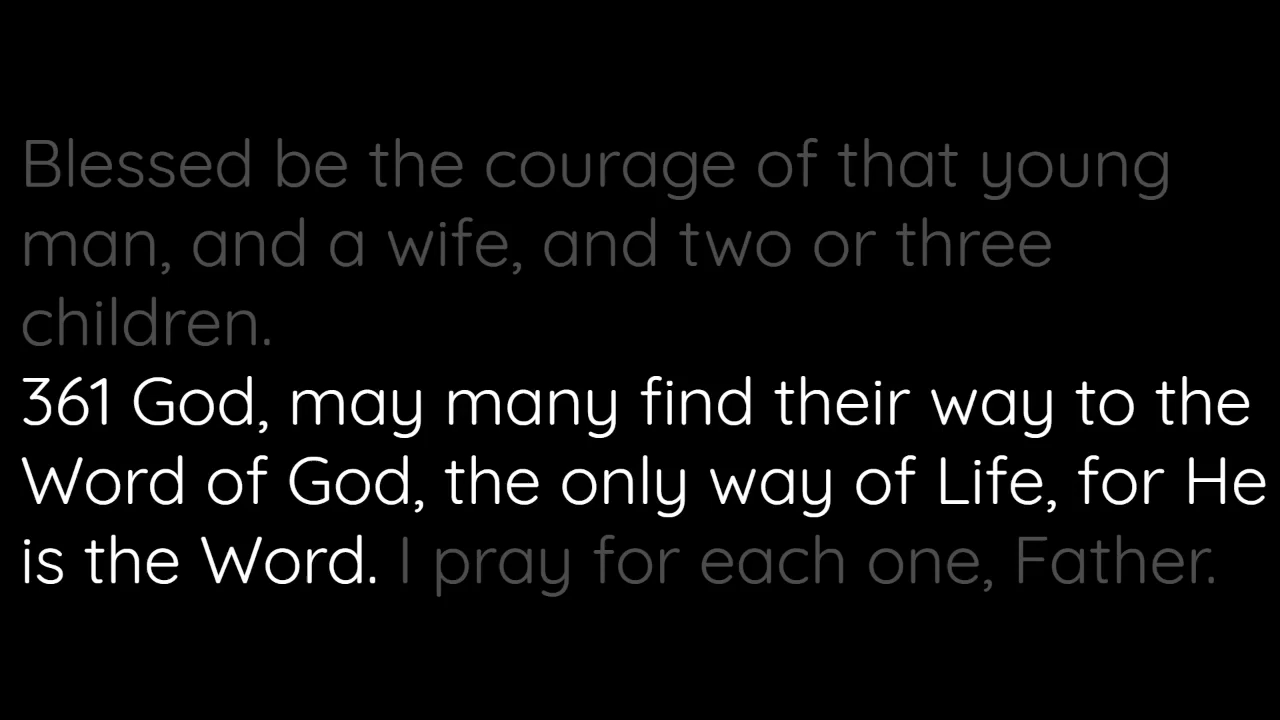 Blessed be the courage of that young
man, and a wife, and two or three
children.
361 God, may many find their way to the
Word of God, the only way of Life, for He
is the Word. I pray for each one, Father.